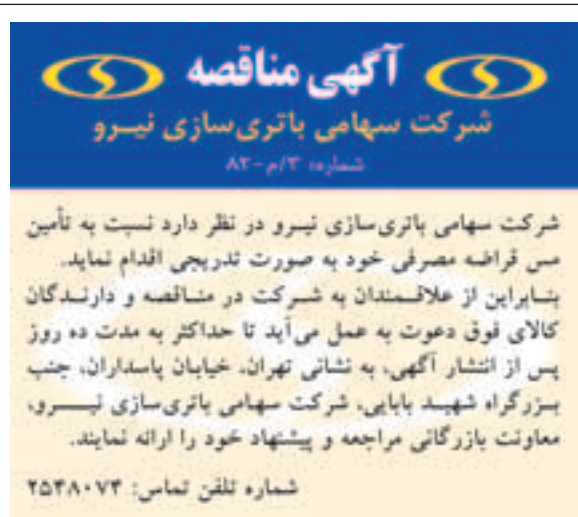 آگهی مناقصه
شرکت سهامی باتری‌سازی نیرو
شماره: ۳/م-۸۲
شرکت سهامی باتری‌سازی نیرو در نظر دارد نسبت به تأمین
مس قراضه مصرفی خود به صورت تدریجی اقدام نماید.
بنابراین از علاقمندان به شرکت در مناقصه و دارندگان
کالای فوق دعوت به عمل می‌آید تا حداکثر به مدت ده روز
پس از انتشار آگهی، به نشانی تهران، خیابان پاسداران، جنب
بزرگراه شهید بابایی، شرکت سهامی باتری‌سازی نیرو،
معاونت بازرگانی مراجعه و پیشنهاد خود را ارائه نمایند.
شماره تلفن تماس: ۲۵۴۸۰۷۴